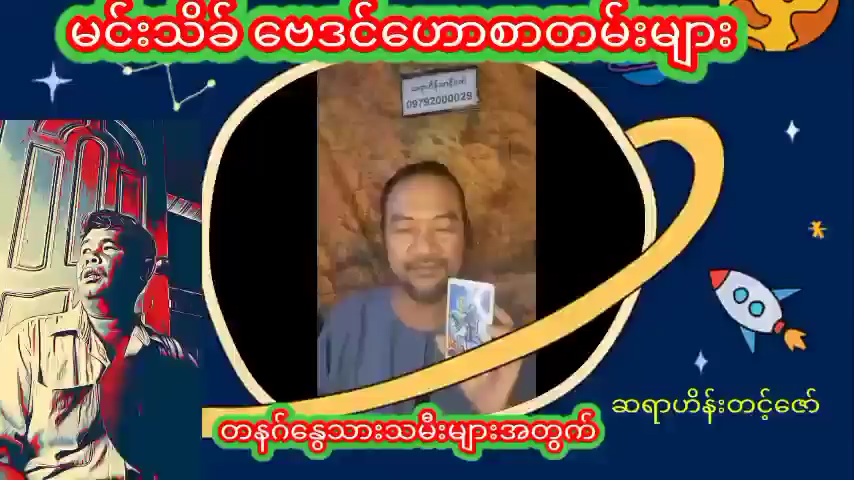 မင်းသိခ် ဗေဒင်ဟောစာတမ်းများ
09792000029
တနင်္ဂနွေသားသမီးများအတွက်
ဆရာဟိန်းတင့်ဇော်